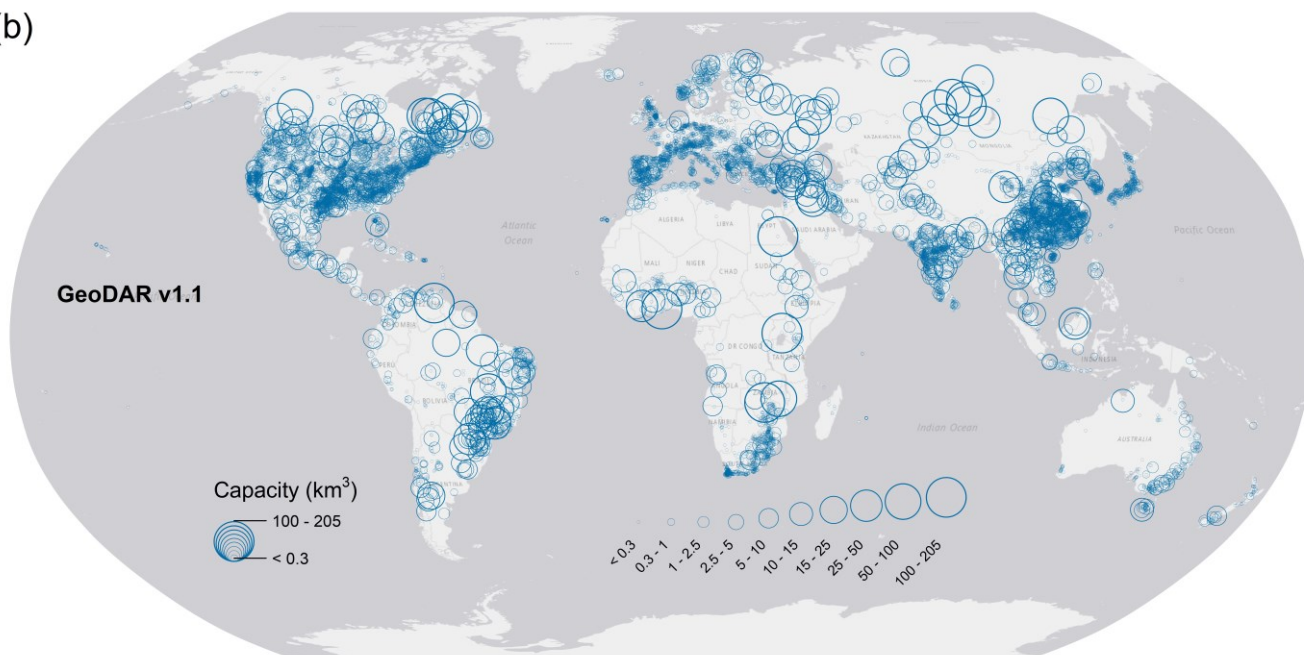 (b)
Atlantic
Ocean
Pacific Ocean
Indian Ocean
KAZAKHSTAN
MONGOLIA
IRAN
ALGERIA
LIBYA
SAUDI ARABIA
MALI
NIGER
CHAD
SUDAN
DR CONGO
TANZANIA
NAMIBIA
INDONESIA
AUSTRALIA
PERU
BOLIVIA
GeoDAR v1.1
Capacity (km³)
100 - 205
< 0.3
< 0.3
0.3 - 1
1 - 2.5
2.5 - 5
5 - 10
10 - 15
15 - 25
25 - 50
50 - 100
100 - 205